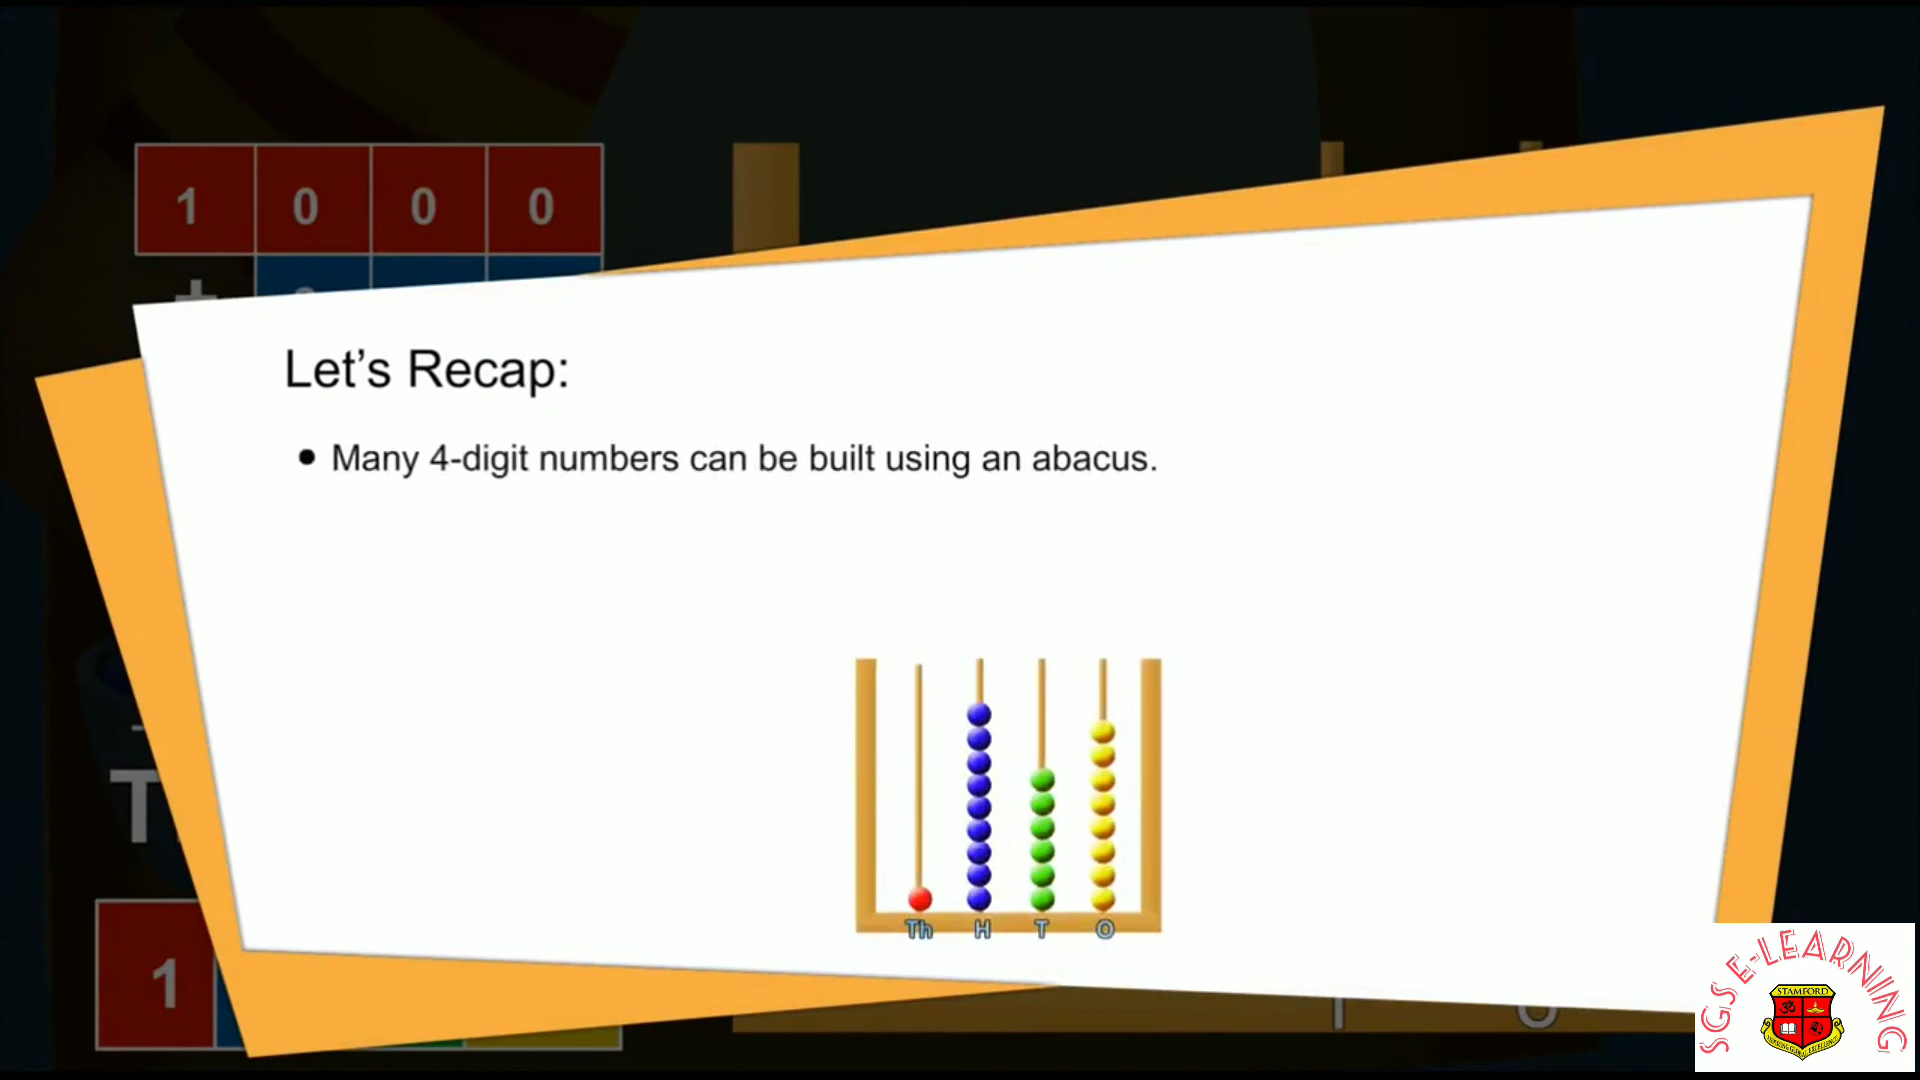 1 0 0 0
+
Let's Recap:
• Many 4-digit numbers can be built using an abacus.
T
Th H T O
1
SGS E-LEARNING
STAMFORD